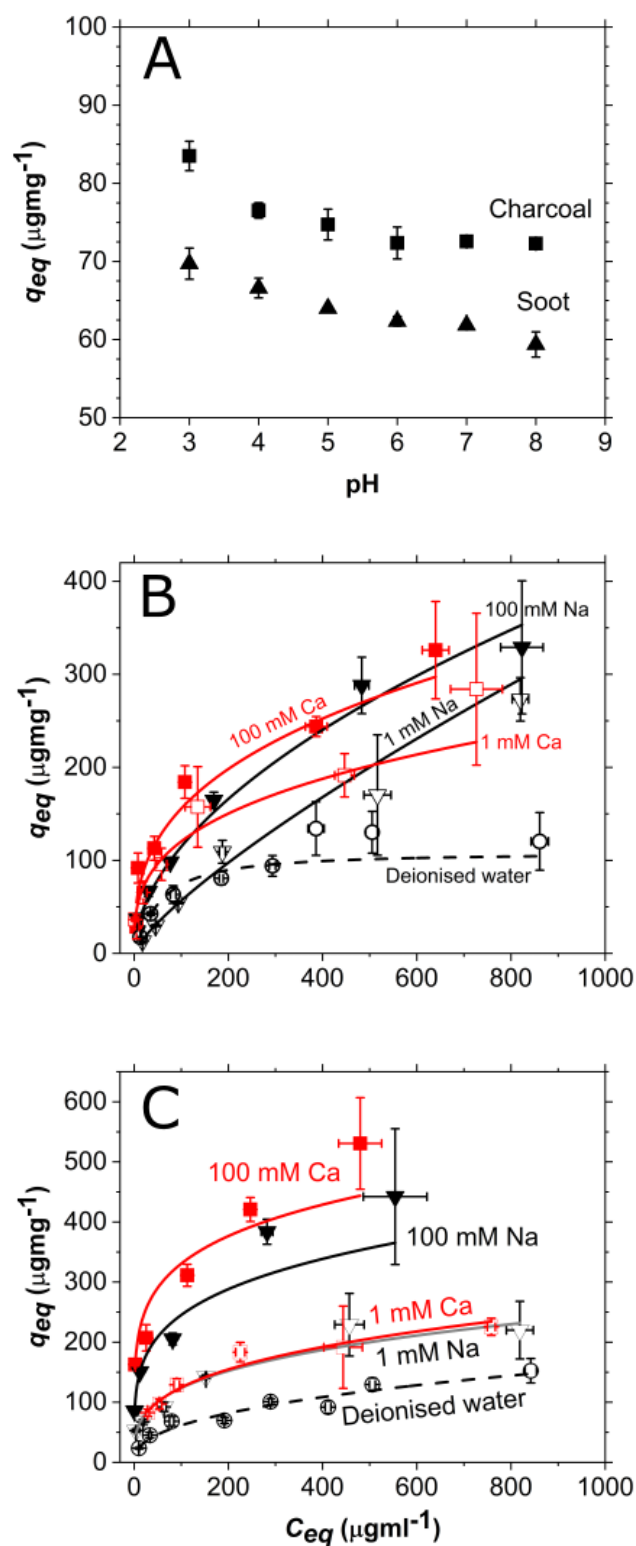 A
100
90
80
70
60
50
q_eq (μgmg⁻¹)
Charcoal
Soot
2 3 4 5 6 7 8 9
pH
B
400
300
200
100
0
q_eq (μgmg⁻¹)
100 mM Na
100 mM Ca
1 mM Na
1 mM Ca
Deionised water
0 200 400 600 800 1000
C
600
500
400
300
200
100
0
q_eq (μgmg⁻¹)
100 mM Ca
100 mM Na
1 mM Ca
1 mM Na
Deionised water
0 200 400 600 800 1000
C_eq (μgml⁻¹)